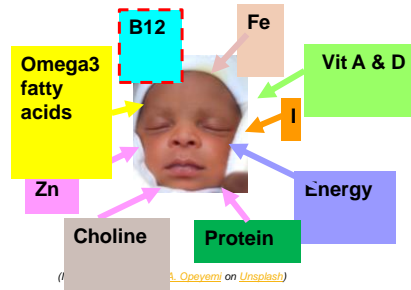 B12
Fe
Omega3
fatty
acids
Vit A & D
I
Zn
Energy
Choline
Protein
(I A. Opeyemi on Unsplash)